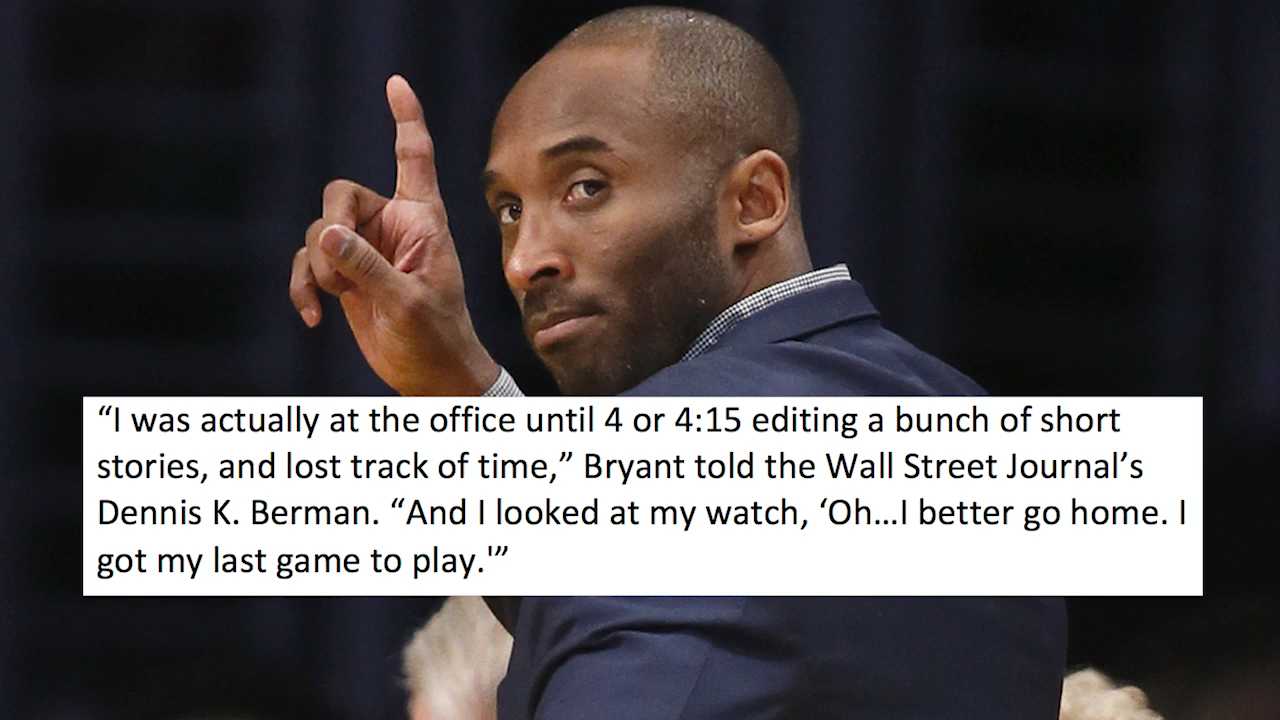 “I was actually at the office until 4 or 4:15 editing a bunch of short
stories, and lost track of time,” Bryant told the Wall Street Journal’s
Dennis K. Berman. “And I looked at my watch, ‘Oh…I better go home. I
got my last game to play.'”